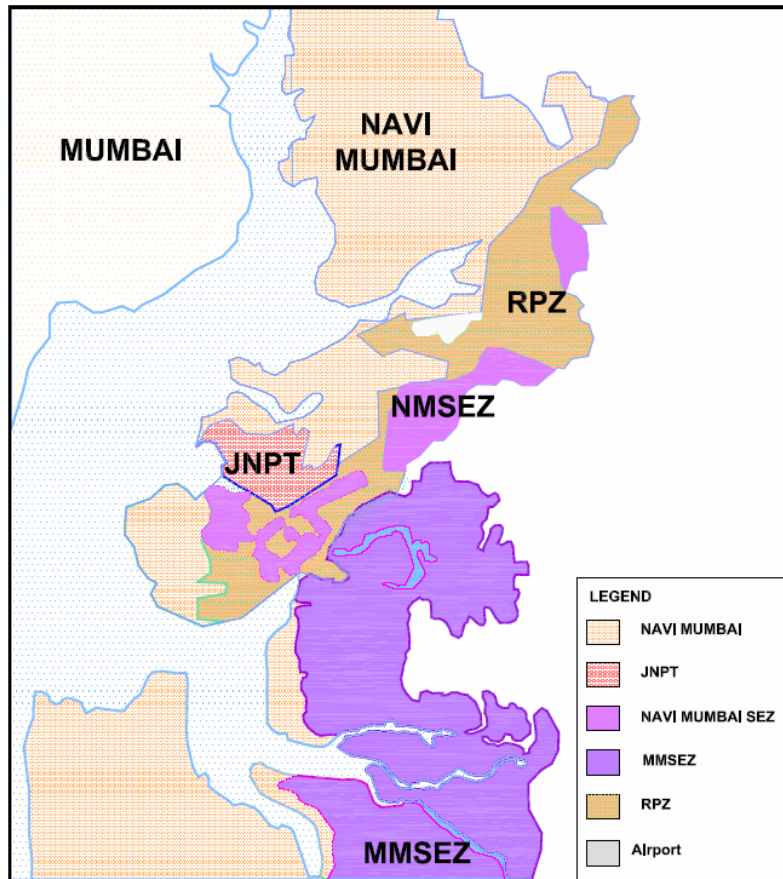 MUMBAI
NAVI
MUMBAI
RPZ
NMSEZ
JNPT
MMSEZ
LEGEND
NAVI MUMBAI
JNPT
NAVI MUMBAI SEZ
MMSEZ
RPZ
AIrport